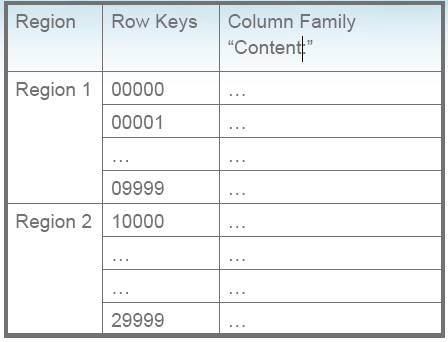 Region Row Keys Column Family
“Content:”
Region 1 00000 …
00001 …
… …
09999 …
Region 2 10000 …
… …
… …
29999 …